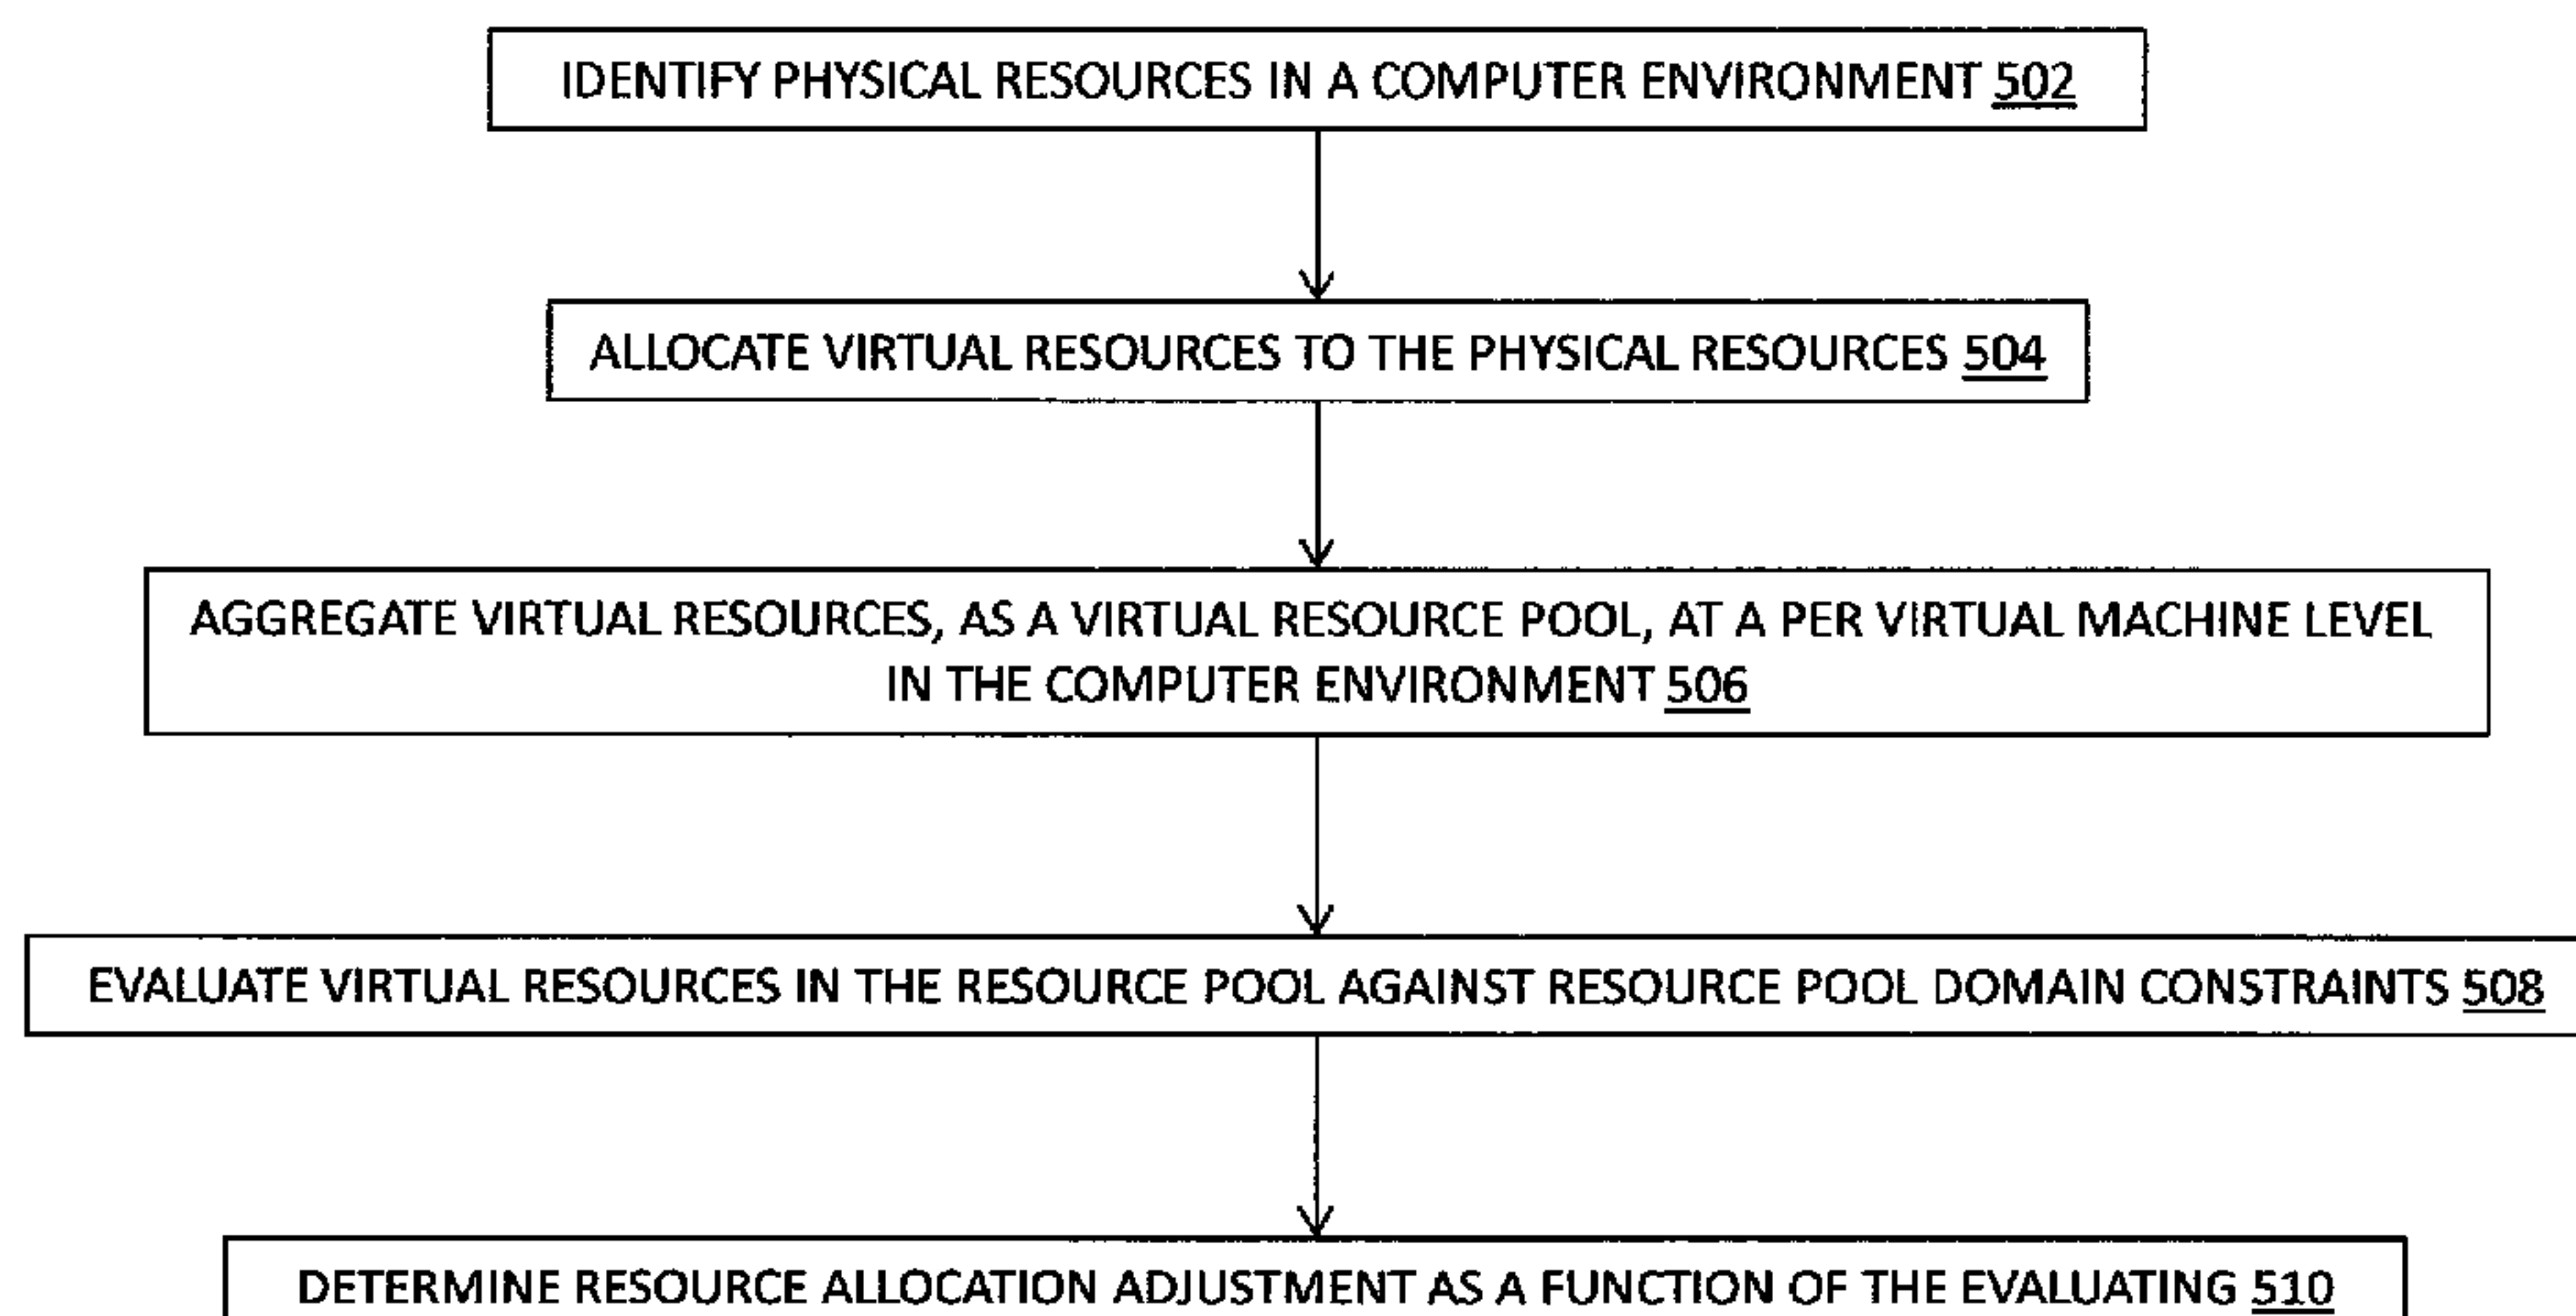 IDENTIFY PHYSICAL RESOURCES IN A COMPUTER ENVIRONMENT 502
ALLOCATE VIRTUAL RESOURCES TO THE PHYSICAL RESOURCES 504
AGGREGATE VIRTUAL RESOURCES, AS A VIRTUAL RESOURCE POOL, AT A PER VIRTUAL MACHINE LEVEL
IN THE COMPUTER ENVIRONMENT 506
EVALUATE VIRTUAL RESOURCES IN THE RESOURCE POOL AGAINST RESOURCE POOL DOMAIN CONSTRAINTS 508
DETERMINE RESOURCE ALLOCATION ADJUSTMENT AS A FUNCTION OF THE EVALUATING 510